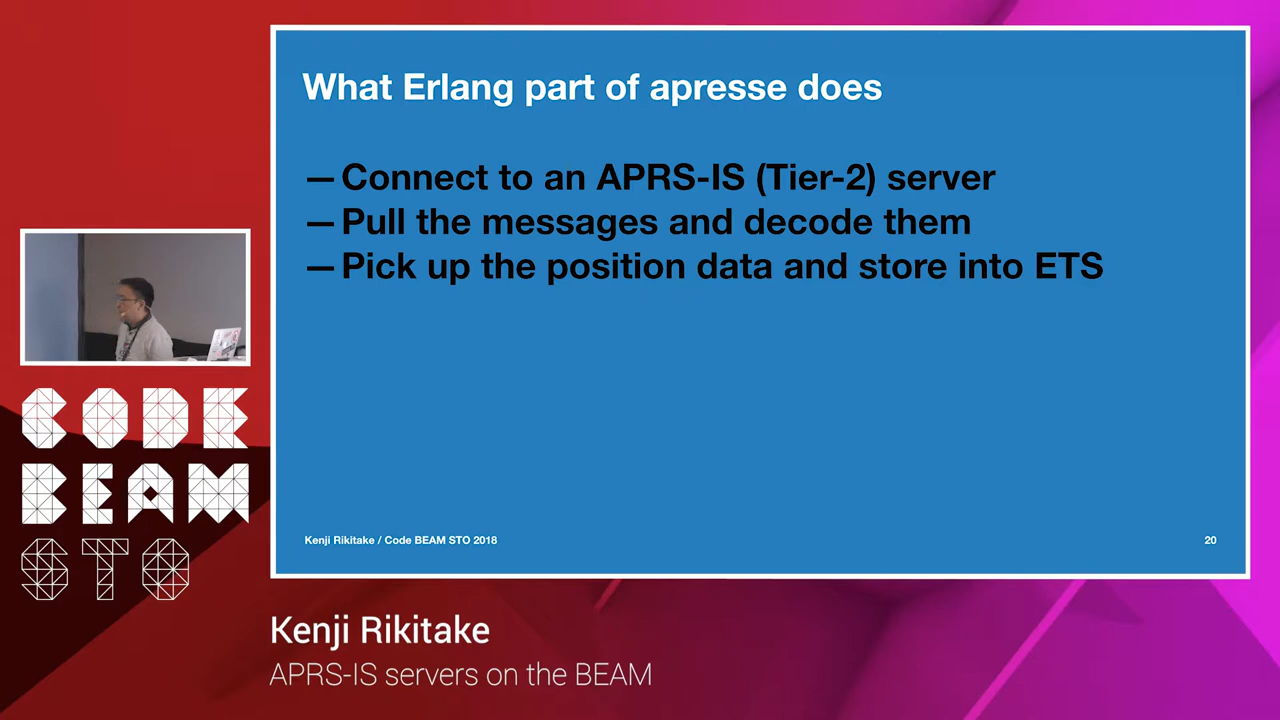 What Erlang part of apresse does
—Connect to an APRS-IS (Tier-2) server
—Pull the messages and decode them
—Pick up the position data and store into ETS
Kenji Rikitake / Code BEAM STO 2018
20
CODE
BEAM
STO
Kenji Rikitake
APRS-IS servers on the BEAM